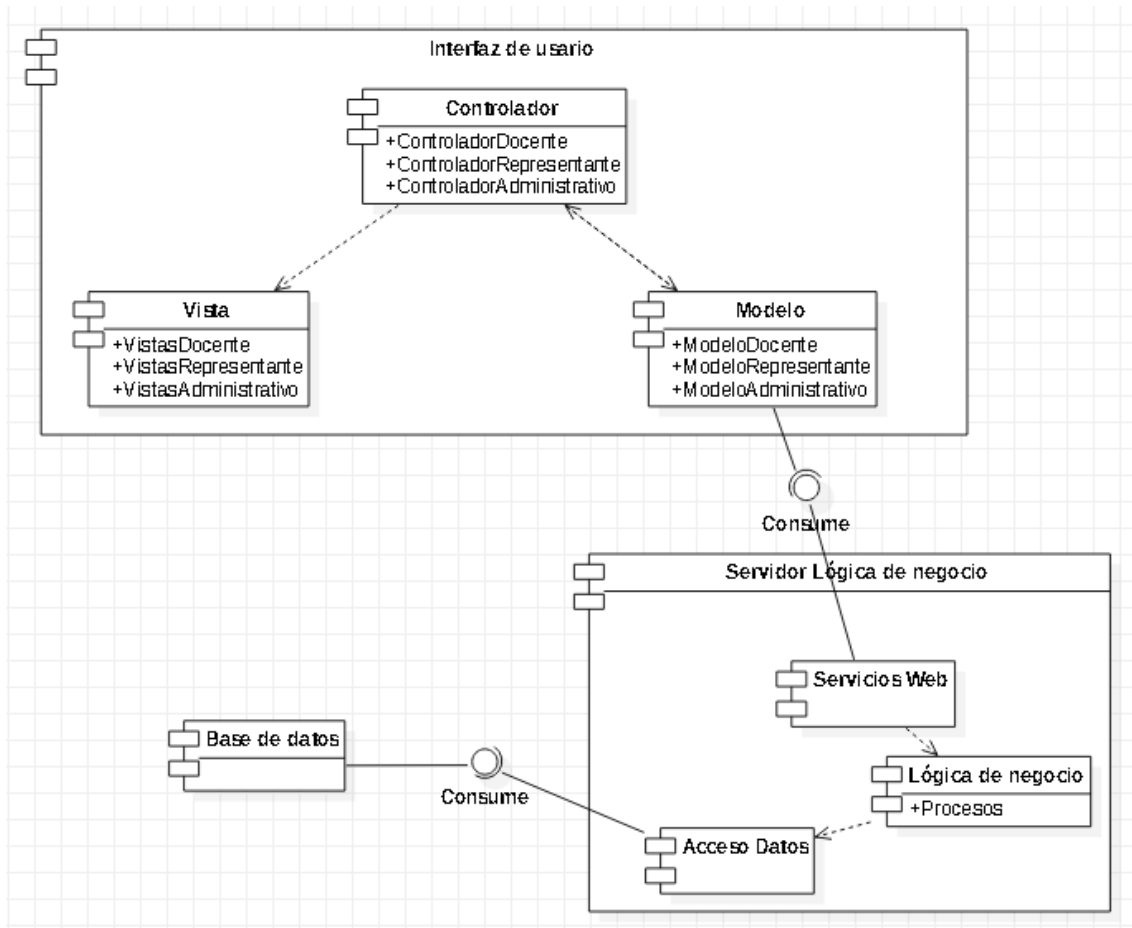 Interfaz de usario
Controlador
+ControladorDocente
+ControladorRepresentante
+ControladorAdministrativo
Vista
+VistasDocente
+VistasRepresentante
+VistasAdministrativo
Modelo
+ModeloDocente
+ModeloRepresentante
+ModeloAdministrativo
Consume
Servidor Lógica de negocio
Servicios Web
Base de datos
Consume
Lógica de negocio
+Procesos
Acceso Datos